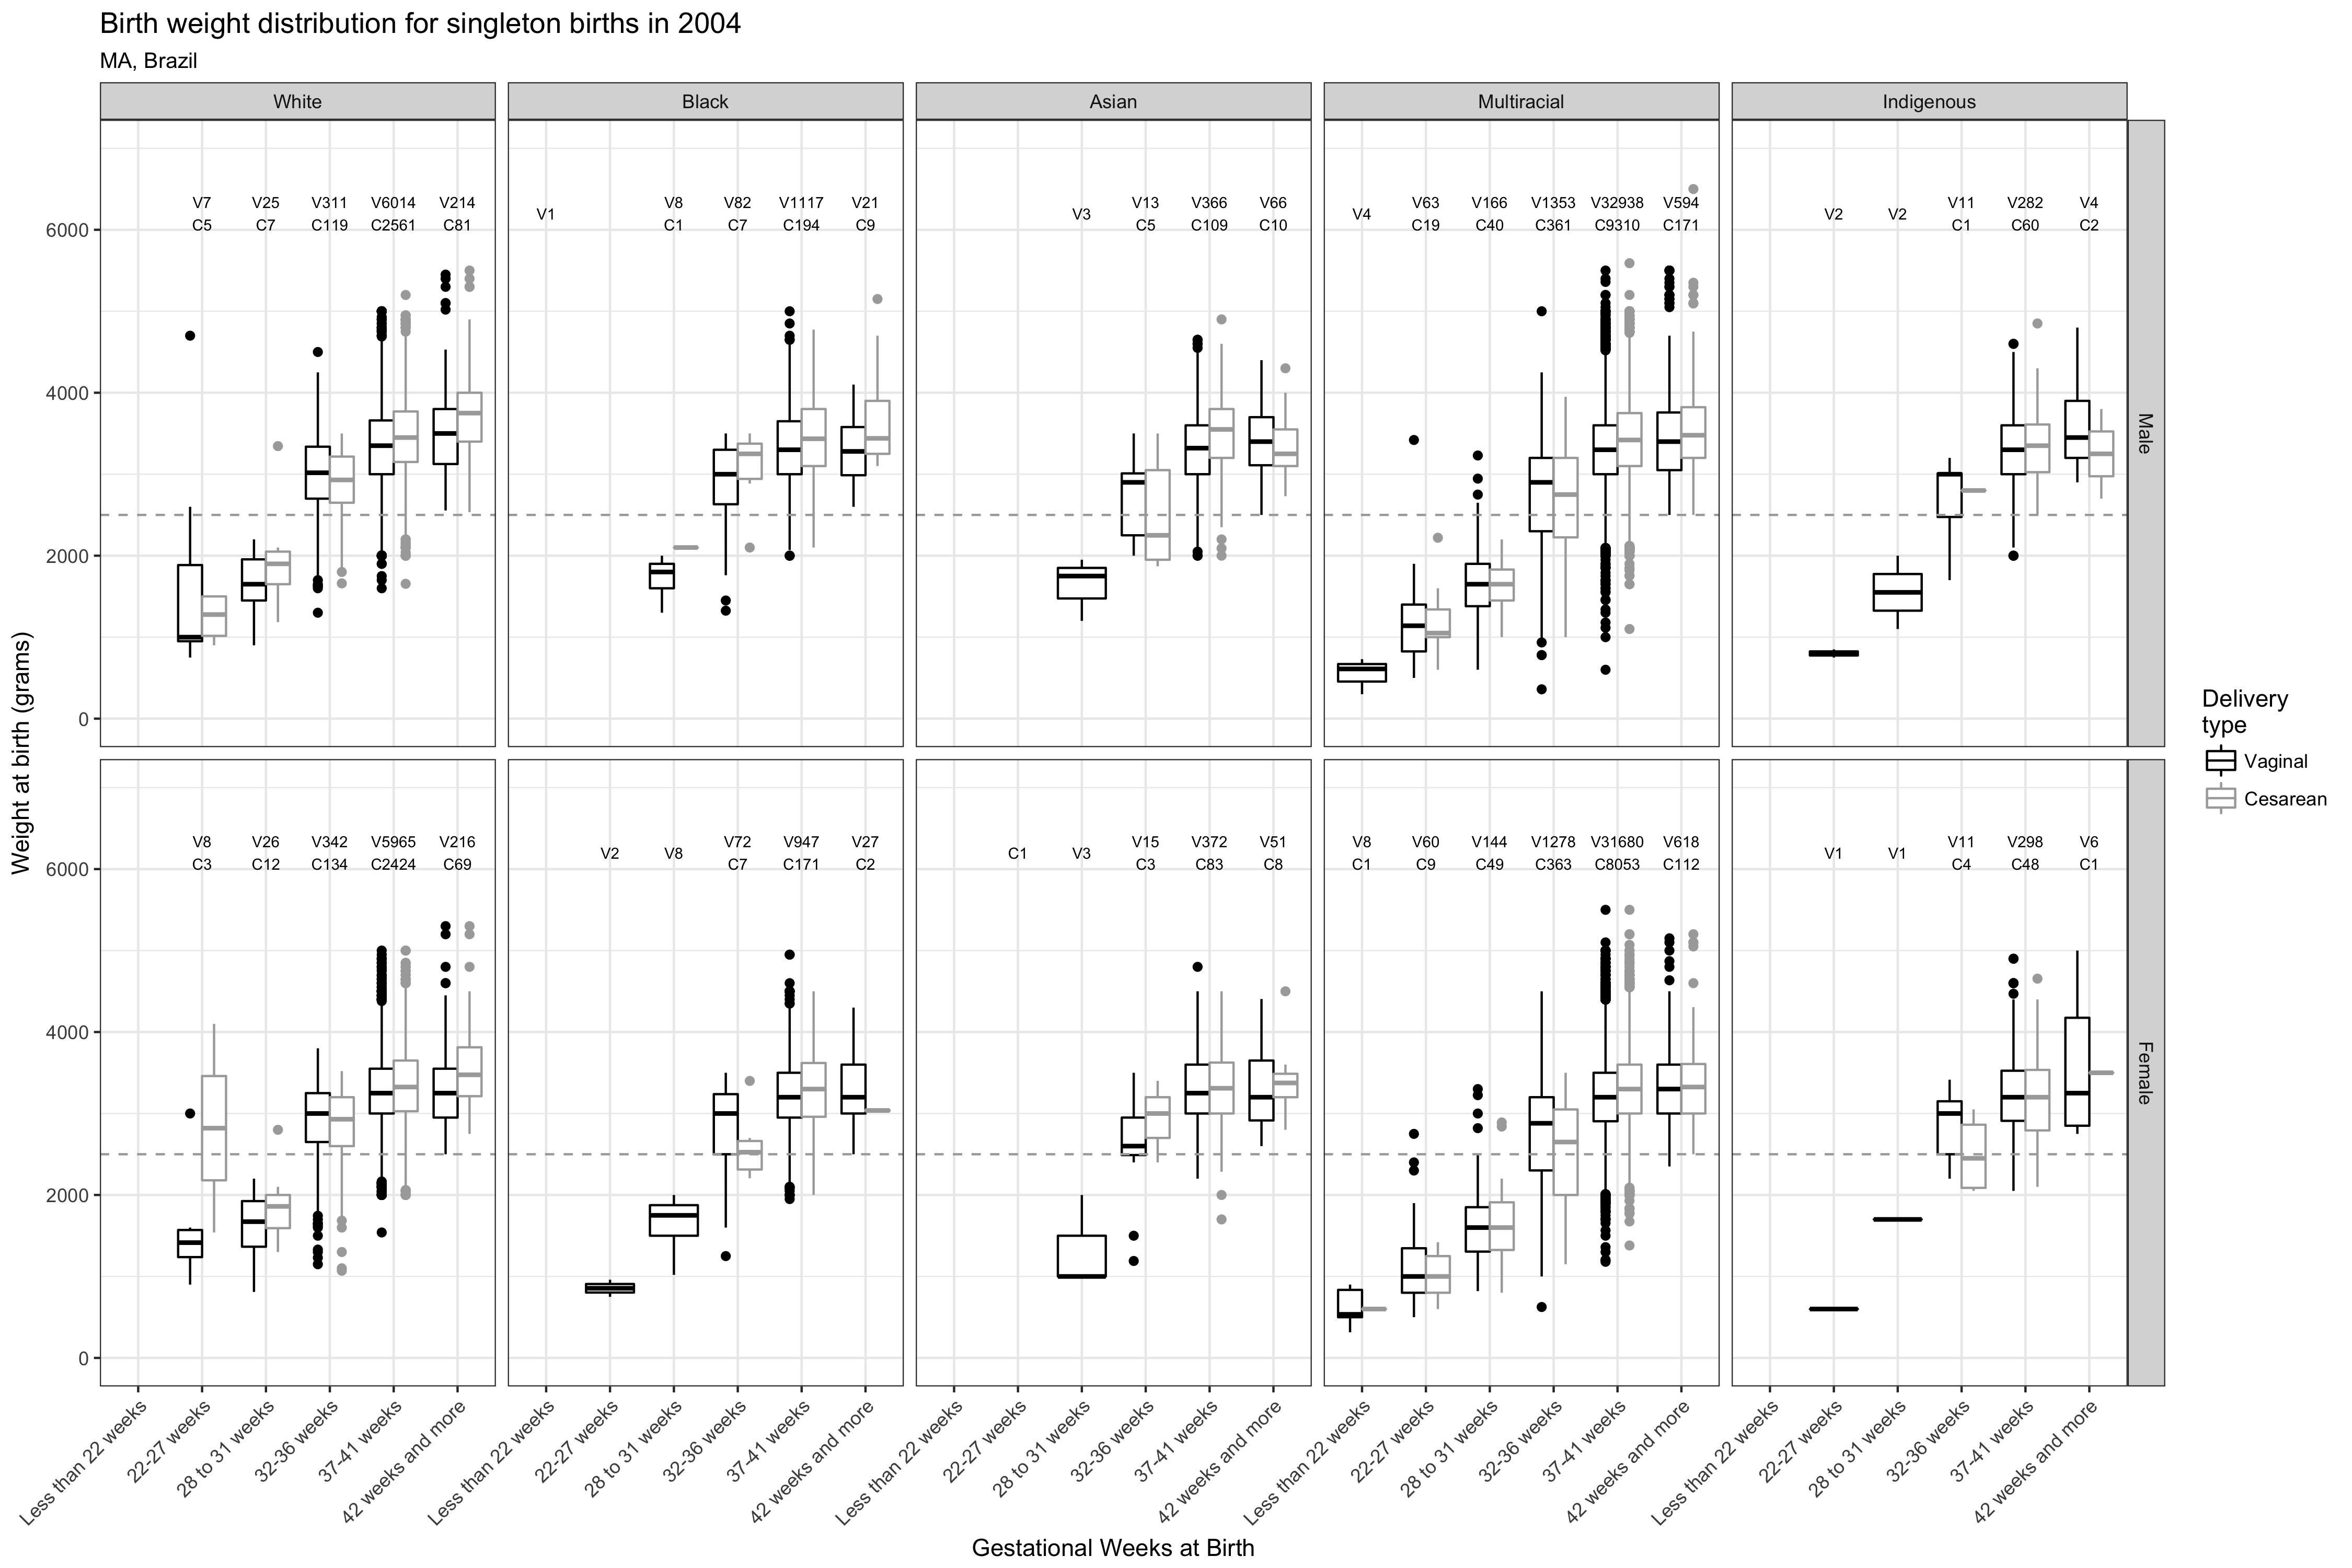 Birth weight distribution for singleton births in 2004
MA, Brazil
White
Black
Asian
Multiracial
Indigenous
Weight at birth (grams)
Male
6000
4000
2000
0
V7 V25 V311 V6014 V214
C5 C7 C119 C2561 C81
V1
V8 V82 V1117 V21
C1 C7 C194 C9
V3
V13 V366 V66
C5 C109 C10
V4
V63 V166 V1353 V32938 V594
C19 C40 C361 C9310 C171
V2 V2
V11 V282 V4
C1 C60 C2
Female
6000
4000
2000
0
V8 V26 V342 V5965 V216
C3 C12 C134 C2424 C69
V2 V8
V72 V947 V27
C7 C171 C2
C1 V3
V15 V372 V51
C3 C83 C8
V8 V60 V144 V1278 V31680 V618
C1 C9 C49 C363 C8053 C112
V1 V1
V11 V298 V6
C4 C48 C1
Less than 22 weeks
22-27 weeks
28 to 31 weeks
32-36 weeks
37-41 weeks
42 weeks and more
Less than 22 weeks
22-27 weeks
28 to 31 weeks
32-36 weeks
37-41 weeks
42 weeks and more
Less than 22 weeks
22-27 weeks
28 to 31 weeks
32-36 weeks
37-41 weeks
42 weeks and more
Less than 22 weeks
22-27 weeks
28 to 31 weeks
32-36 weeks
37-41 weeks
42 weeks and more
Less than 22 weeks
22-27 weeks
28 to 31 weeks
32-36 weeks
37-41 weeks
42 weeks and more
Gestational Weeks at Birth
Delivery
type
Vaginal
Cesarean